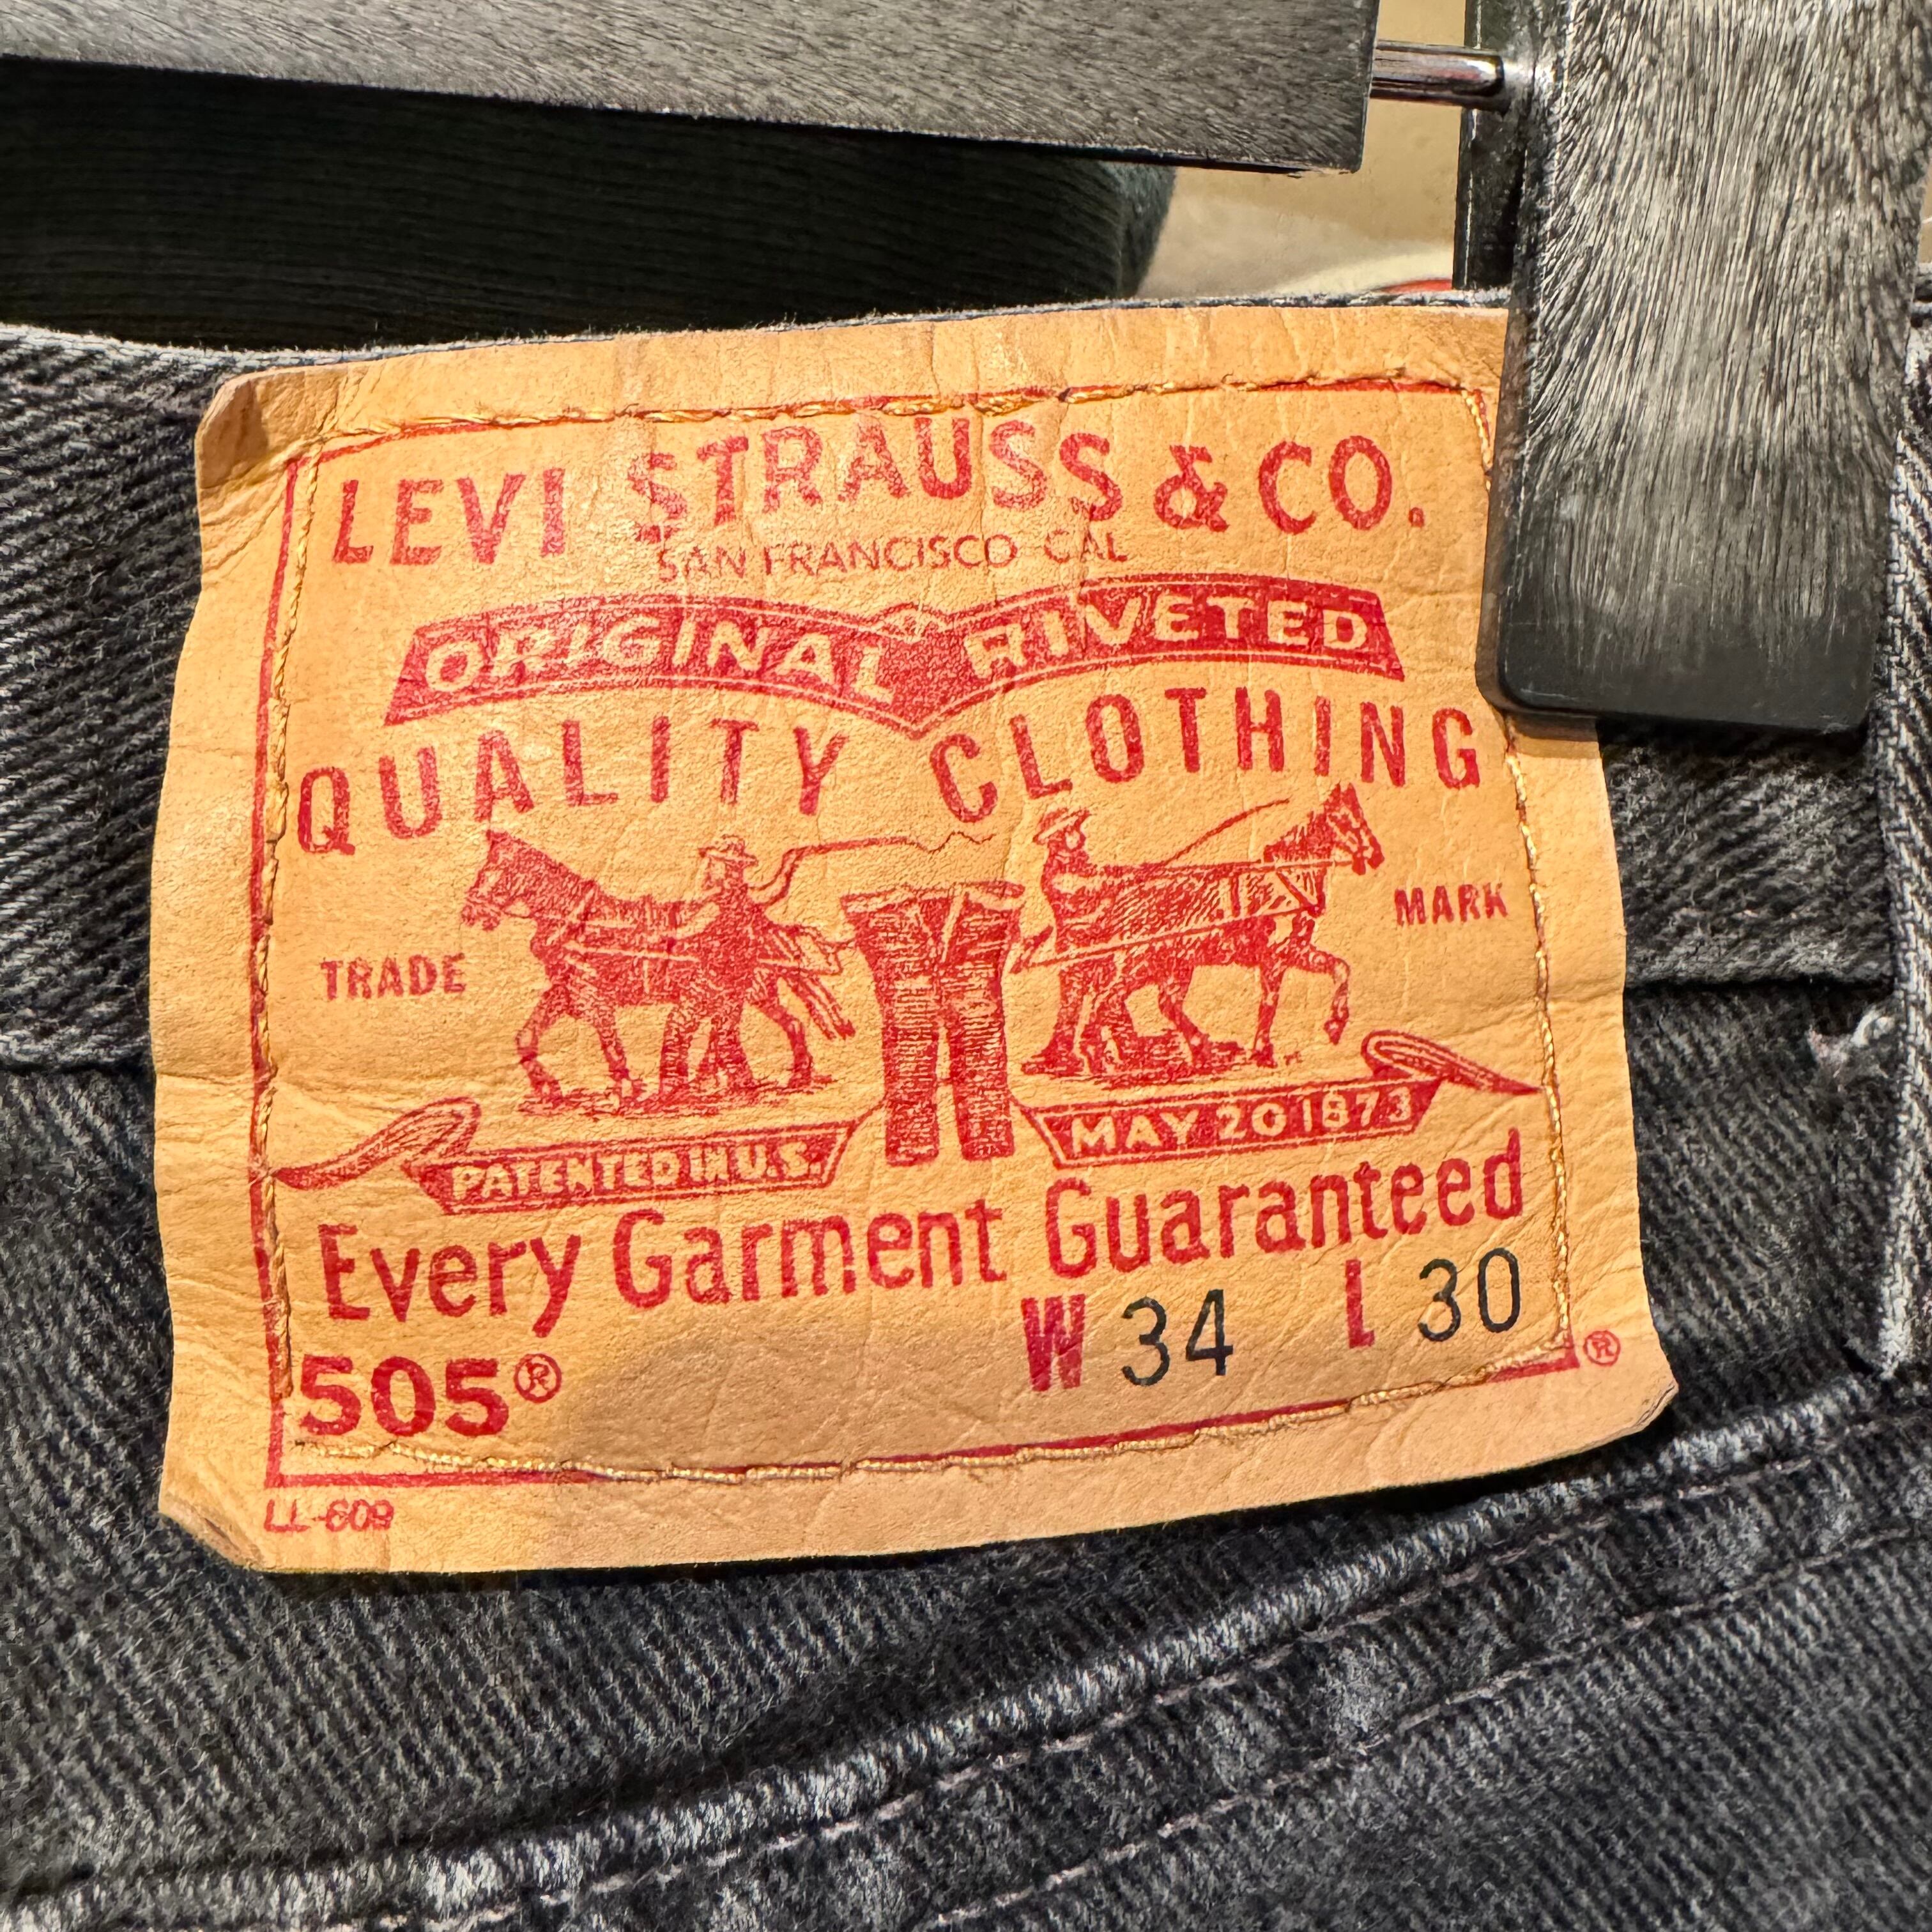 LEVI STRAUSS & CO.
SAN FRANCISCO CAL
ORIGINAL RIVETED
QUALITY CLOTHING
TRADE MARK
PATENTED IN U.S. MAY 20 1873
Every Garment Guaranteed
505® W 34 L 30
®
LL-609